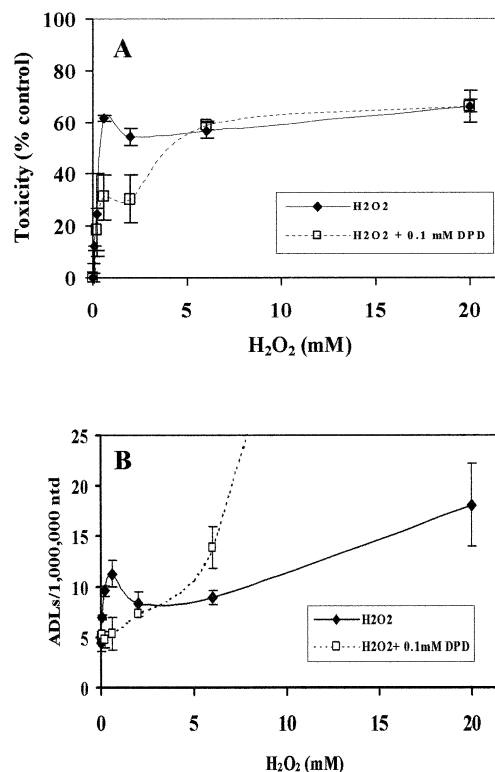 A
Toxicity (% control)
100
80
60
40
20
0
H2O2
H2O2 + 0.1 mM DPD
0 5 10 15 20
H₂O₂ (mM)
B
ADLs/1,000,000 ntd
25
20
15
10
5
0
H2O2
H2O2+ 0.1mM DPD
0 5 10 15 20
H₂O₂ (mM)